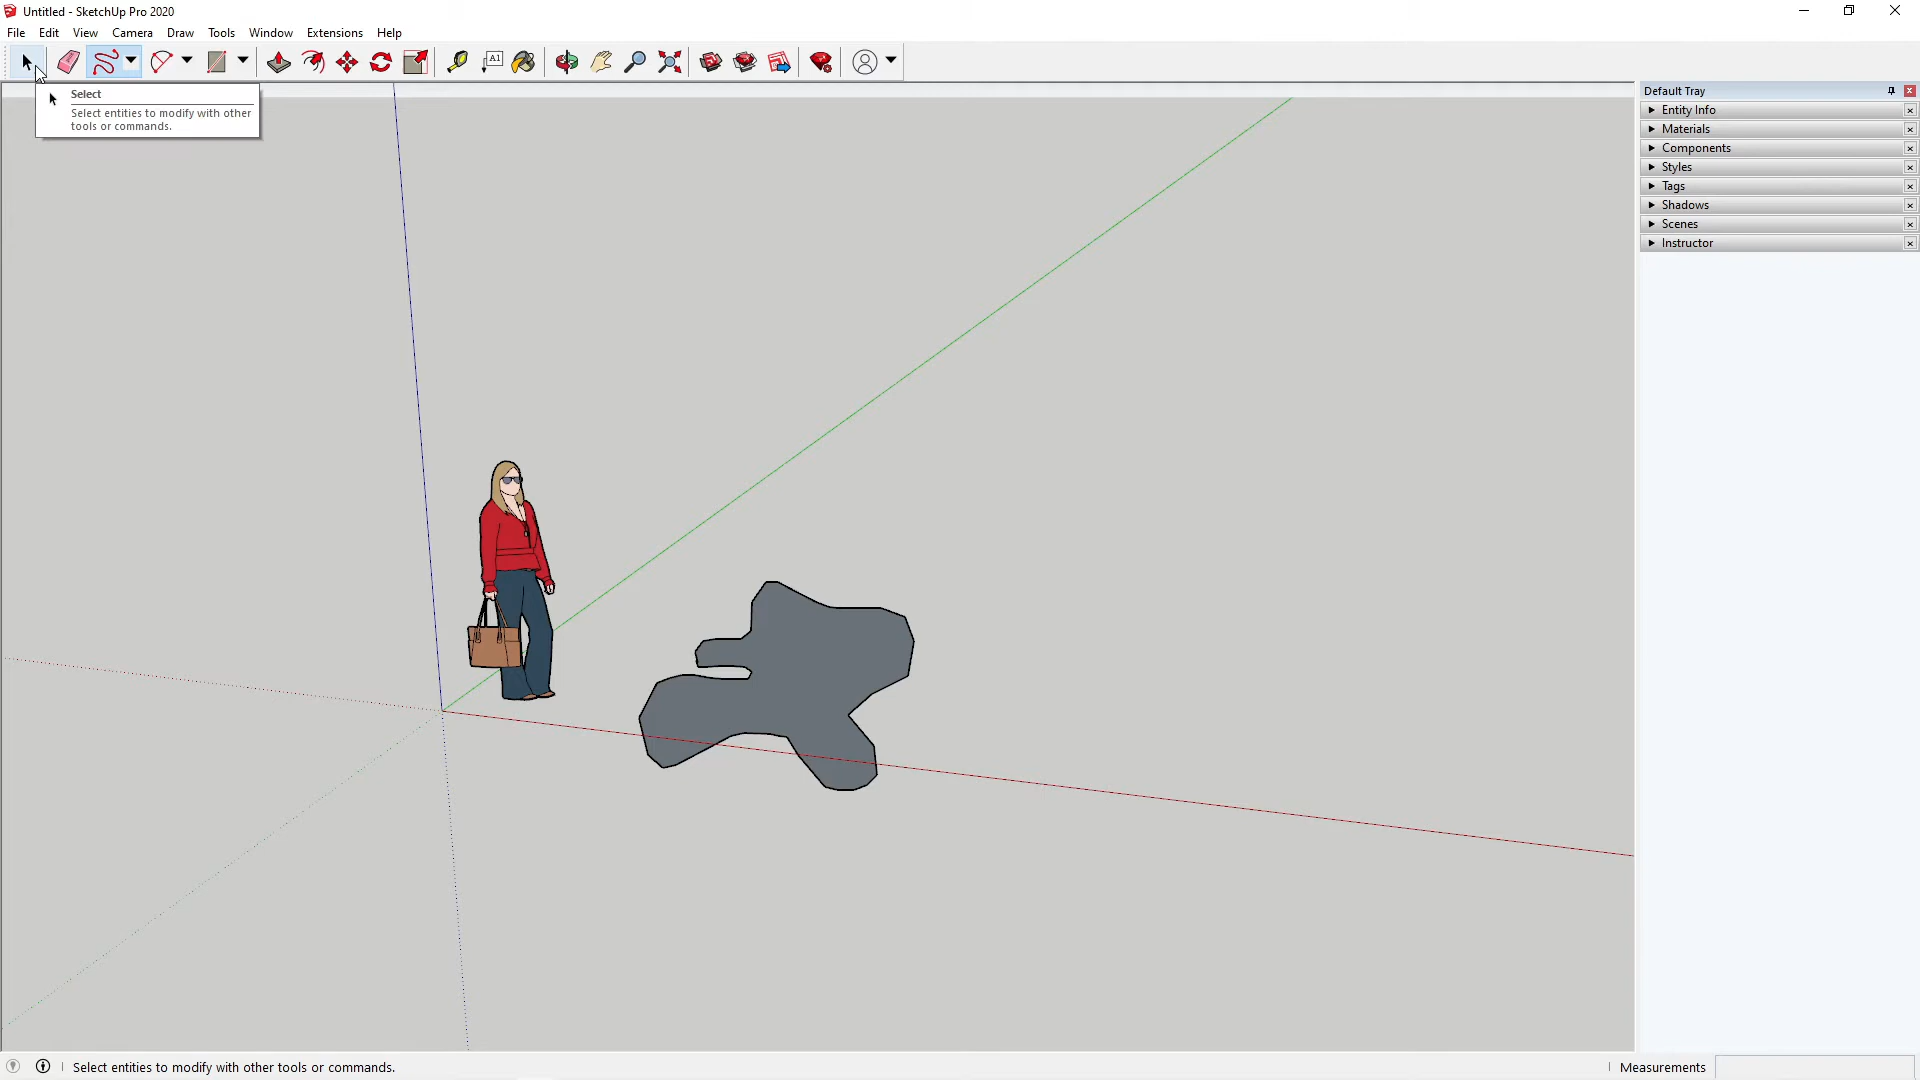 Untitled - SketchUp Pro 2020
File Edit View Camera Draw Tools Window Extensions Help
A1
Select
Select entities to modify with other
tools or commands.
Default Tray
Entity Info
Materials
Components
Styles
Tags
Shadows
Scenes
Instructor
Select entities to modify with other tools or commands.
Measurements